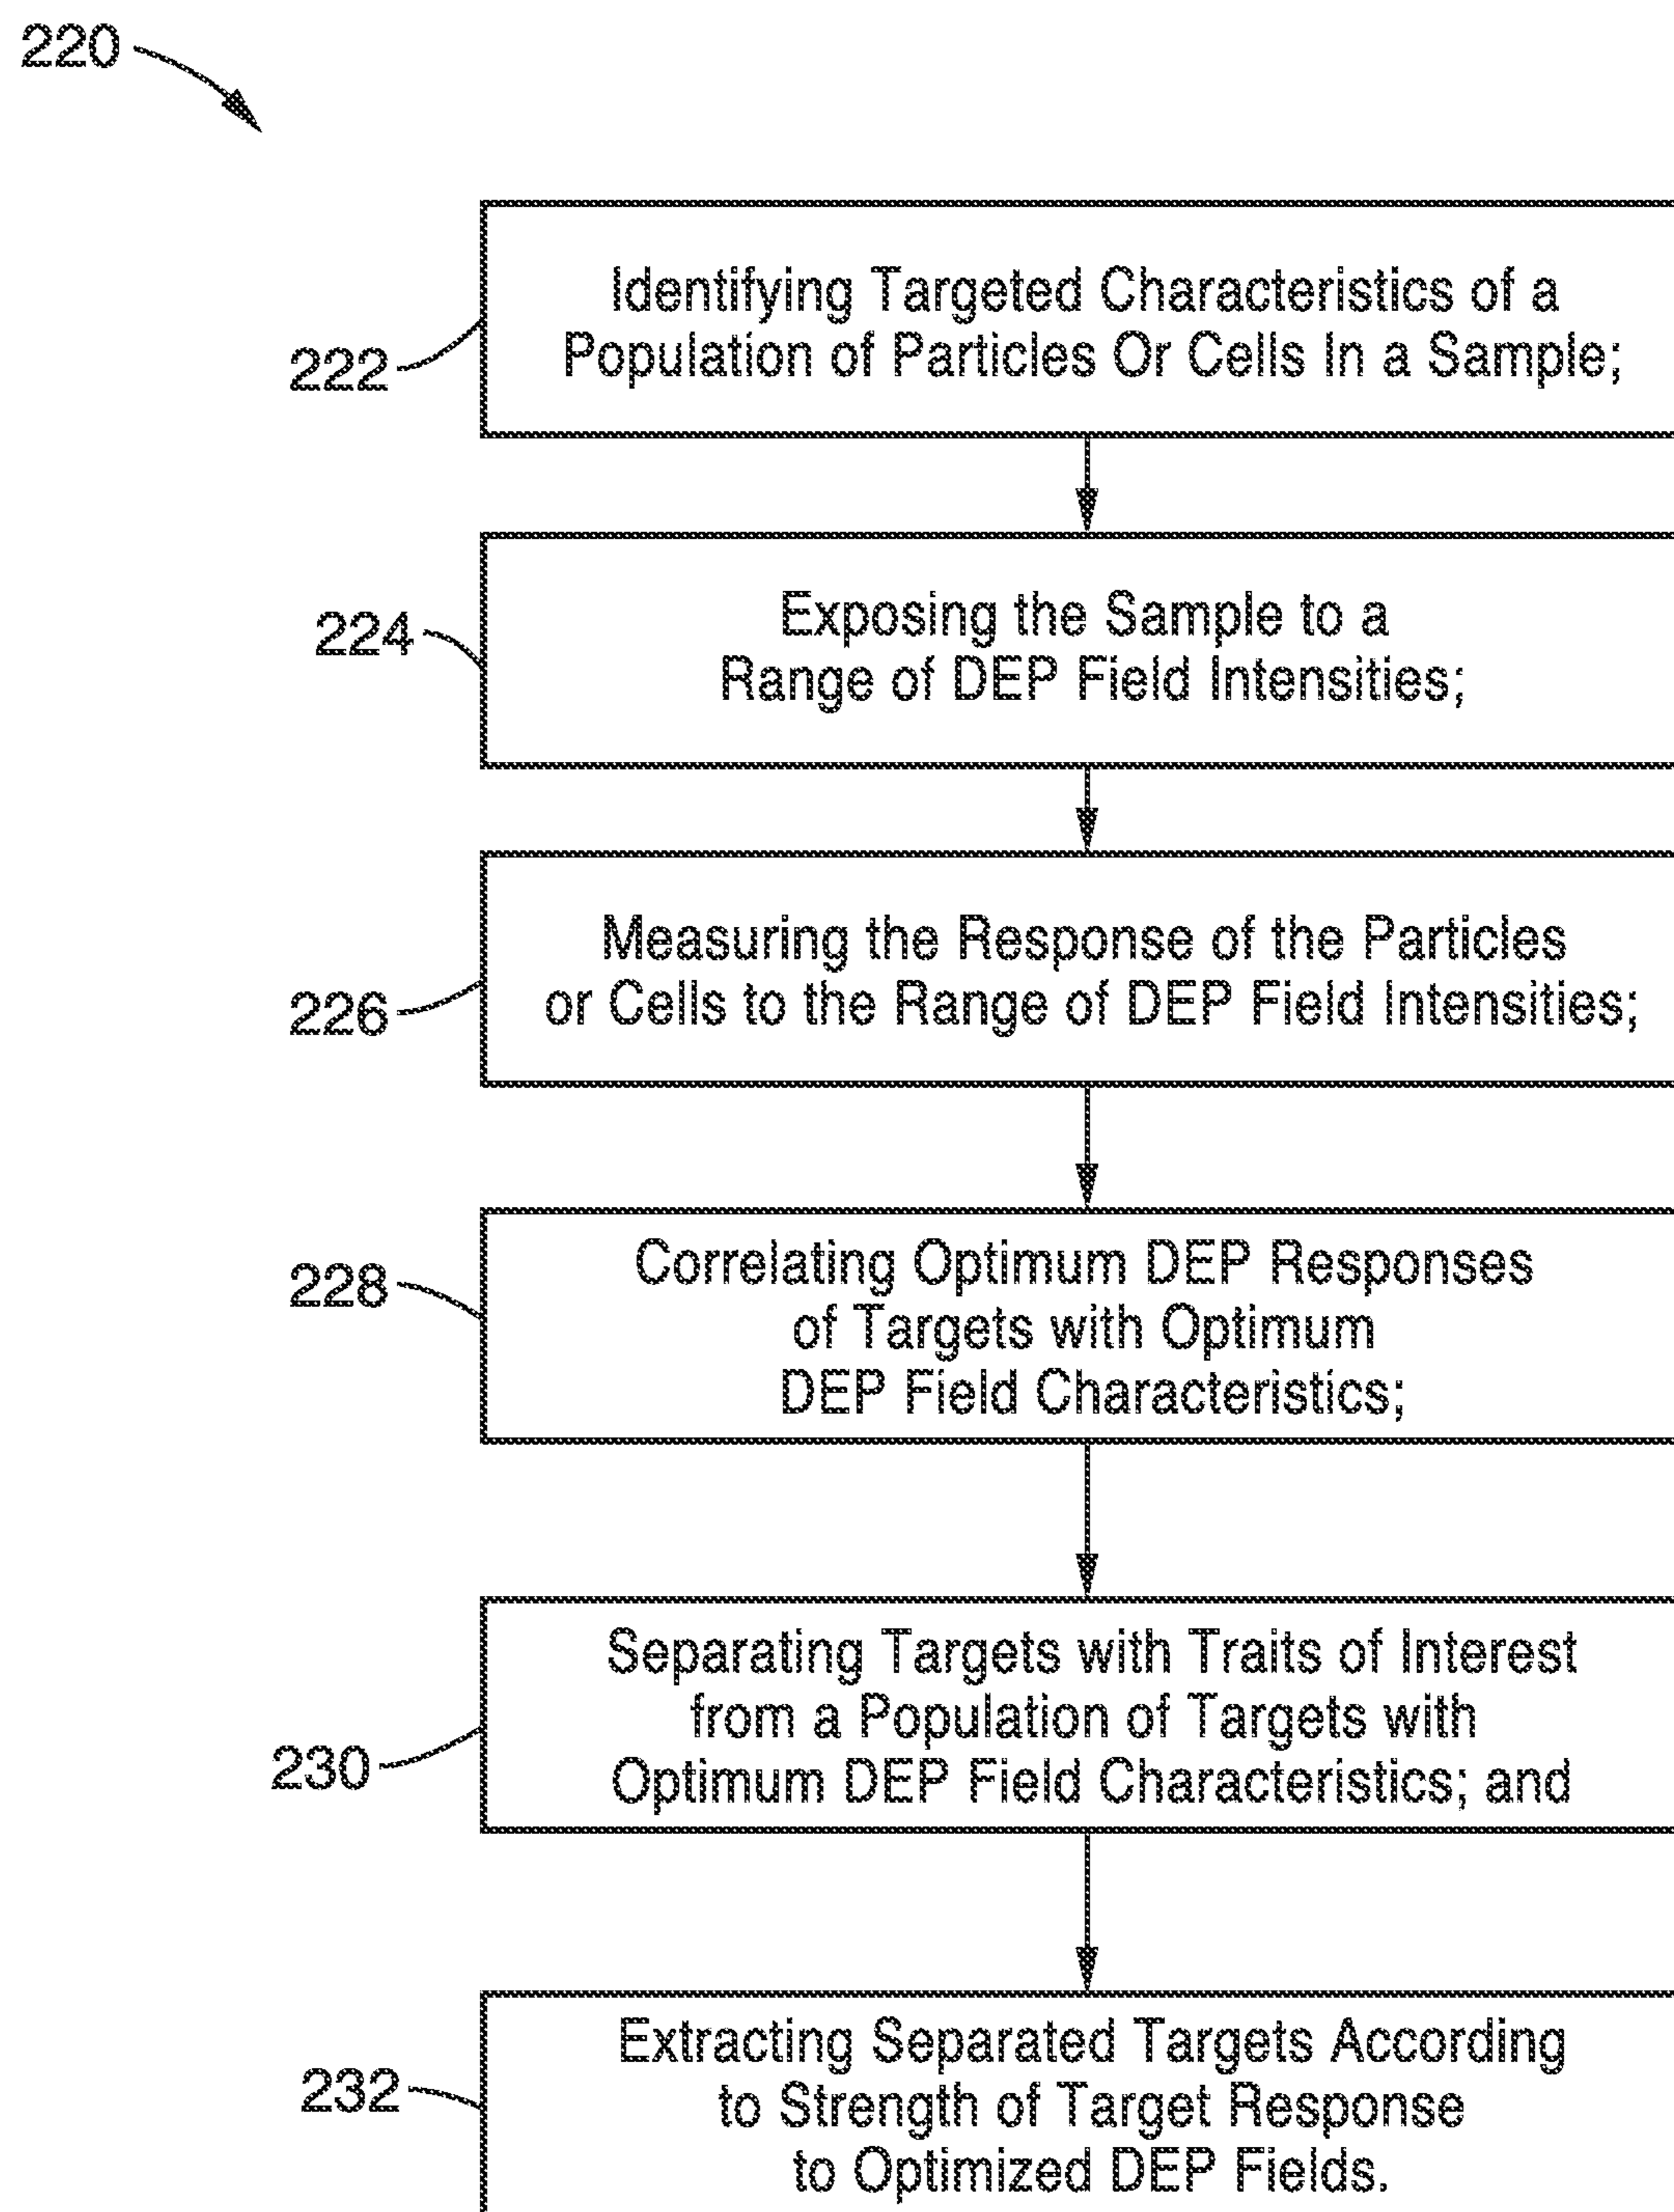 220
Identifying Targeted Characteristics of a
Population of Particles Or Cells In a Sample;
222
Exposing the Sample to a
Range of DEP Field Intensities;
224
Measuring the Response of the Particles
or Cells to the Range of DEP Field Intensities;
226
Correlating Optimum DEP Responses
of Targets with Optimum
DEP Field Characteristics;
228
Separating Targets with Traits of Interest
from a Population of Targets with
Optimum DEP Field Characteristics; and
230
Extracting Separated Targets According
to Strength of Target Response
to Optimized DEP Fields.
232